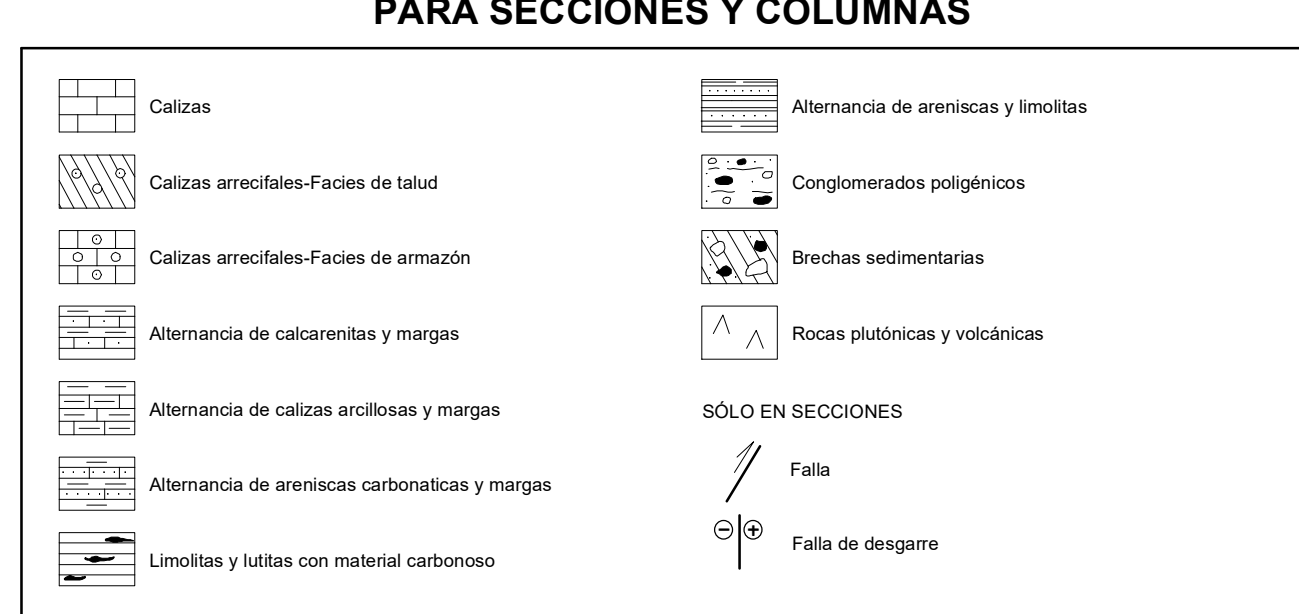 PARA SECCIONES Y COLUMNAS
Calizas
Calizas arrecifales-Facies de talud
Calizas arrecifales-Facies de armazón
Alternancia de calcarenitas y margas
Alternancia de calizas arcillosas y margas
Alternancia de areniscas carbonaticas y margas
Limolitas y lutitas con material carbonoso
Alternancia de areniscas y limolitas
Conglomerados poligénicos
Brechas sedimentarias
Rocas plutónicas y volcánicas
SÓLO EN SECCIONES
Falla
Falla de desgarre